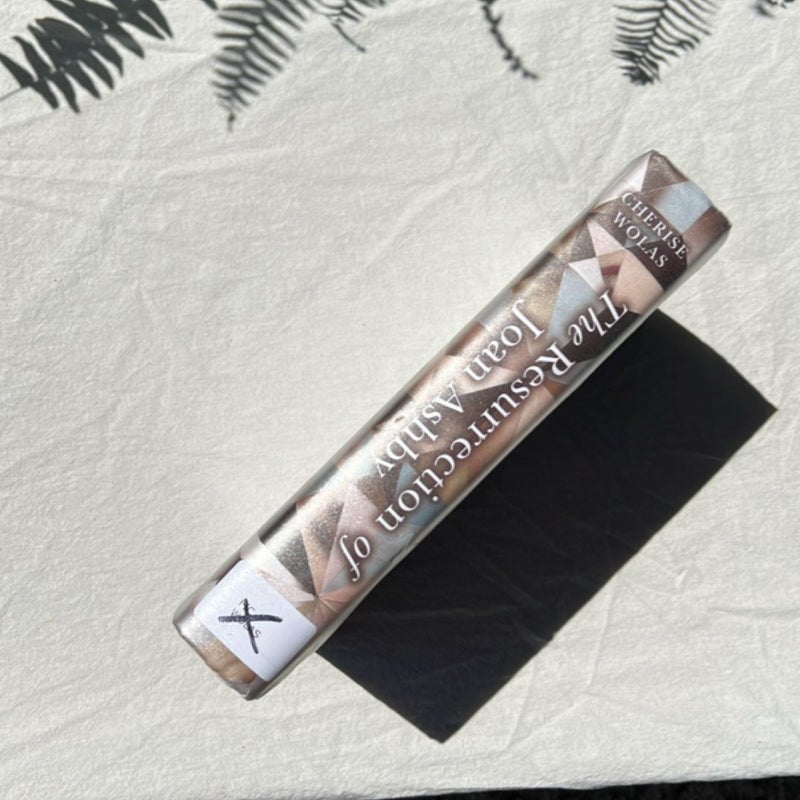 CHERISE
WOLAS
The Resurrection of
Joan Ashby